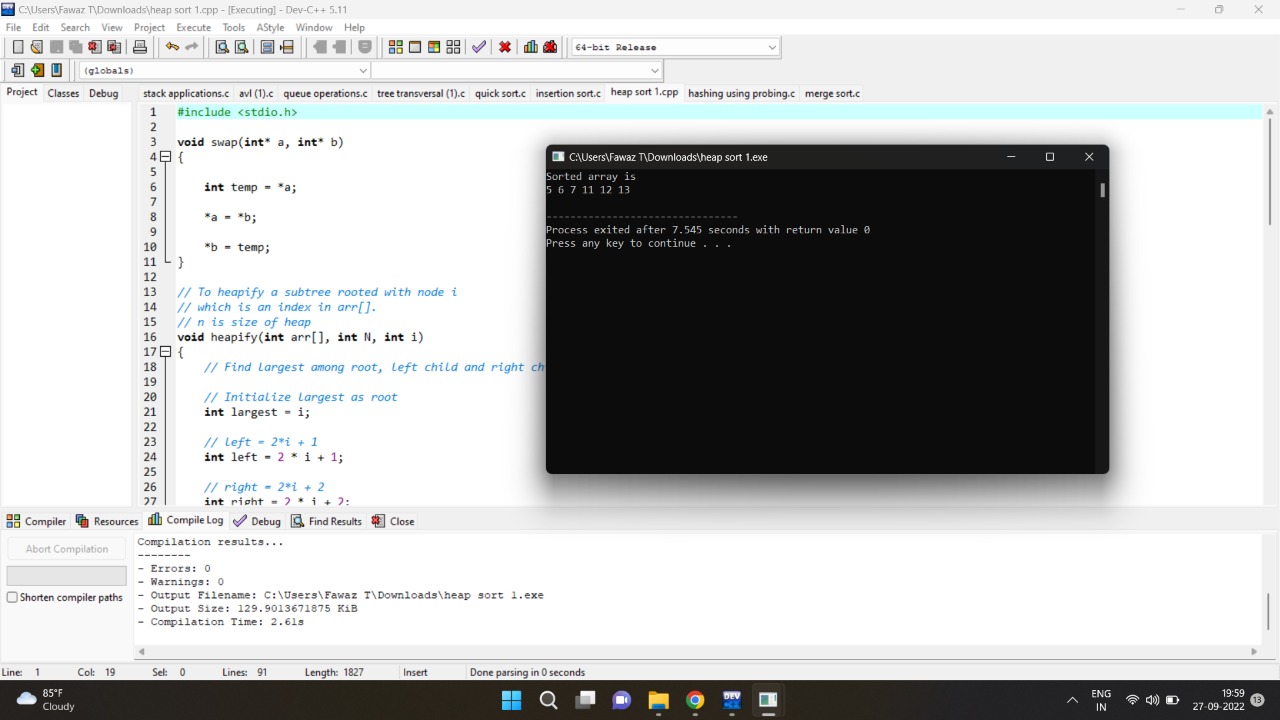 C:\Users\Fawaz T\Downloads\heap sort 1.cpp - [Executing] - Dev-C++ 5.11
File Edit Search View Project Execute Tools AStyle Window Help
64-bit Release
(globals)
Project Classes Debug
stack applications.c avl (1).c queue operations.c tree transversal (1).c quick sort.c insertion sort.c heap sort 1.cpp hashing using probing.c merge sort.c
1 #include <stdio.h>
2
3 void swap(int* a, int* b)
4 {
5
6 int temp = *a;
7
8 *a = *b;
9
10 *b = temp;
11 }
12
13 // To heapify a subtree rooted with node i
14 // which is an index in arr[].
15 // n is size of heap
16 void heapify(int arr[], int N, int i)
17 {
18 // Find largest among root, left child and right ch
19
20 // Initialize largest as root
21 int largest = i;
22
23 // left = 2*i + 1
24 int left = 2 * i + 1;
25
26 // right = 2*i + 2
27 int right = 2 * i + 2;
C:\Users\Fawaz T\Downloads\heap sort 1.exe
Sorted array is
5 6 7 11 12 13
--------------------------------
Process exited after 7.545 seconds with return value 0
Press any key to continue . . .
Compiler Resources Compile Log Debug Find Results Close
Abort Compilation
Shorten compiler paths
Compilation results...
--------
- Errors: 0
- Warnings: 0
- Output Filename: C:\Users\Fawaz T\Downloads\heap sort 1.exe
- Output Size: 129.9013671875 KiB
- Compilation Time: 2.61s
Line: 1 Col: 19 Sel: 0 Lines: 91 Length: 1827 Insert Done parsing in 0 seconds
85°F
Cloudy
DEV
ENG
IN
19:59
27-09-2022
13